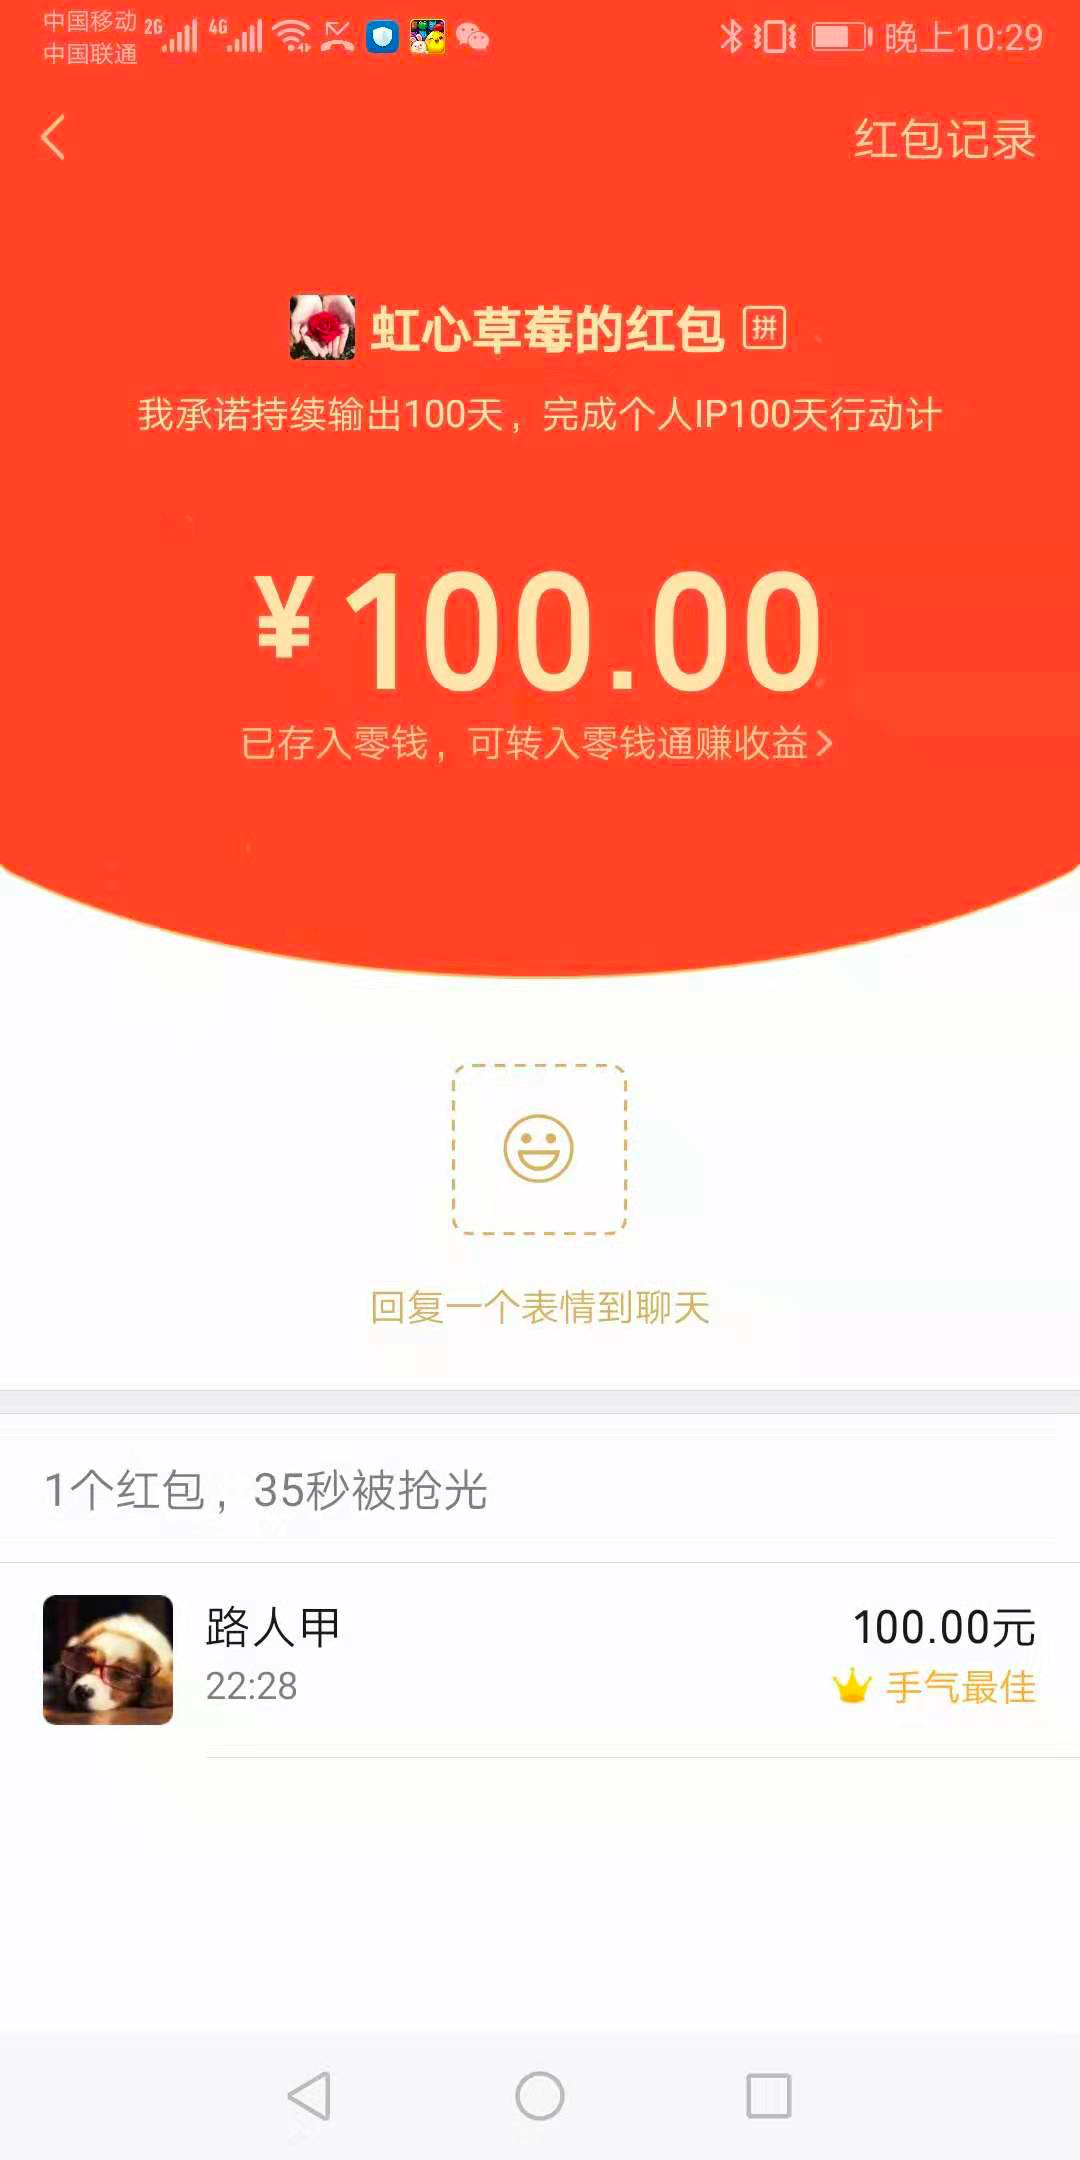 中国移动 2G 4G 晚上10:29
中国联通
红包记录
虹心草莓的红包 拼
我承诺持续输出100天，完成个人IP100天行动计
¥100.00
已存入零钱，可转入零钱通赚收益
回复一个表情到聊天
1个红包，35秒被抢光
路人甲 100.00元
22:28 手气最佳